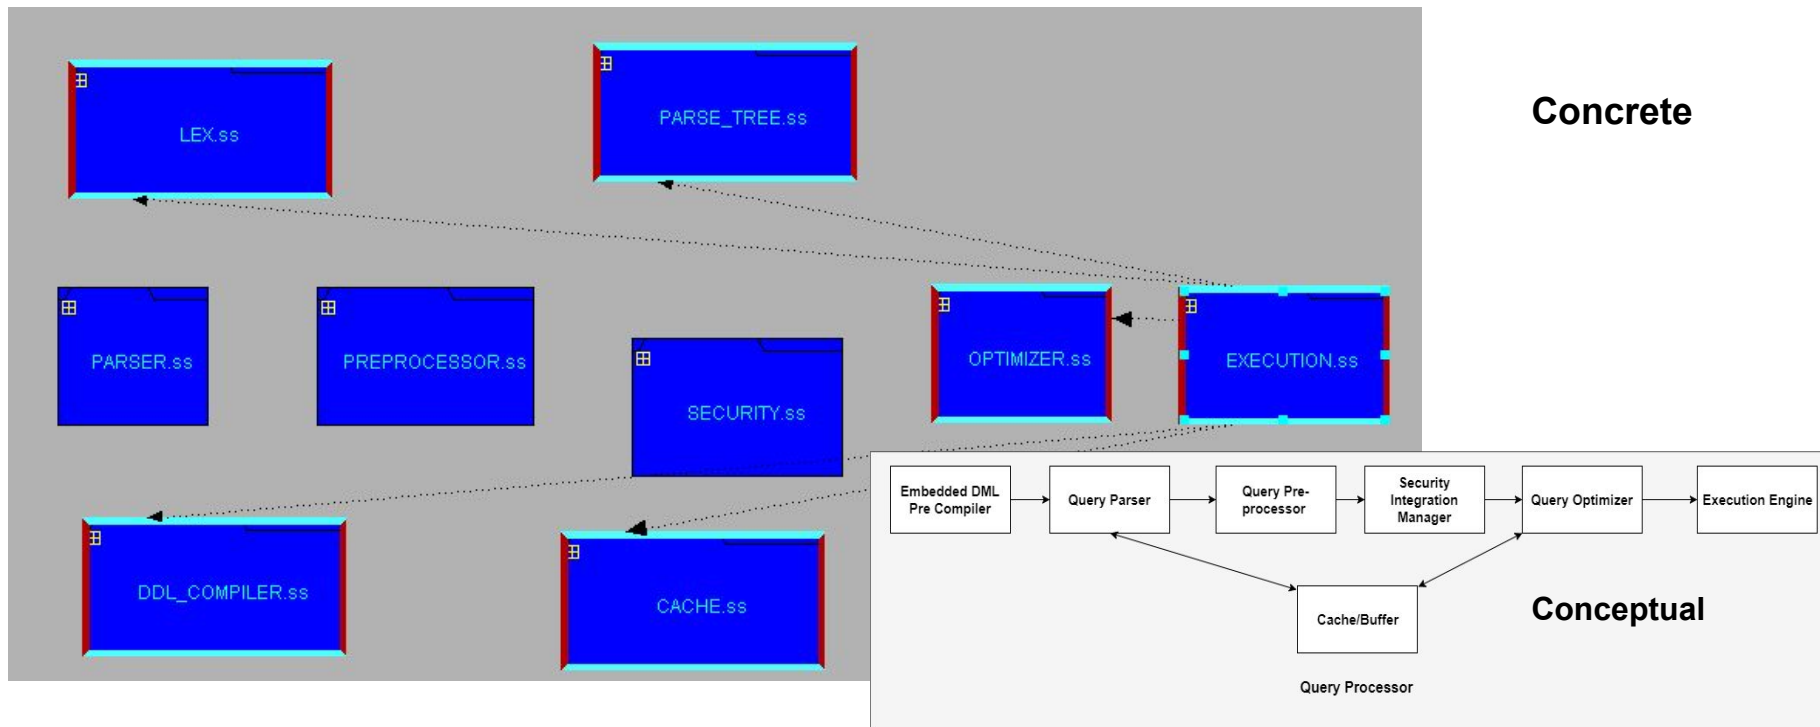 Concrete
LEX.ss
PARSE_TREE.ss
PARSER.ss
PREPROCESSOR.ss
SECURITY.ss
OPTIMIZER.ss
EXECUTION.ss
DDL_COMPILER.ss
CACHE.ss
Embedded DML
Pre Compiler
Query Parser
Query Pre-
processor
Security
Integration
Manager
Query Optimizer
Execution Engine
Cache/Buffer
Conceptual
Query Processor